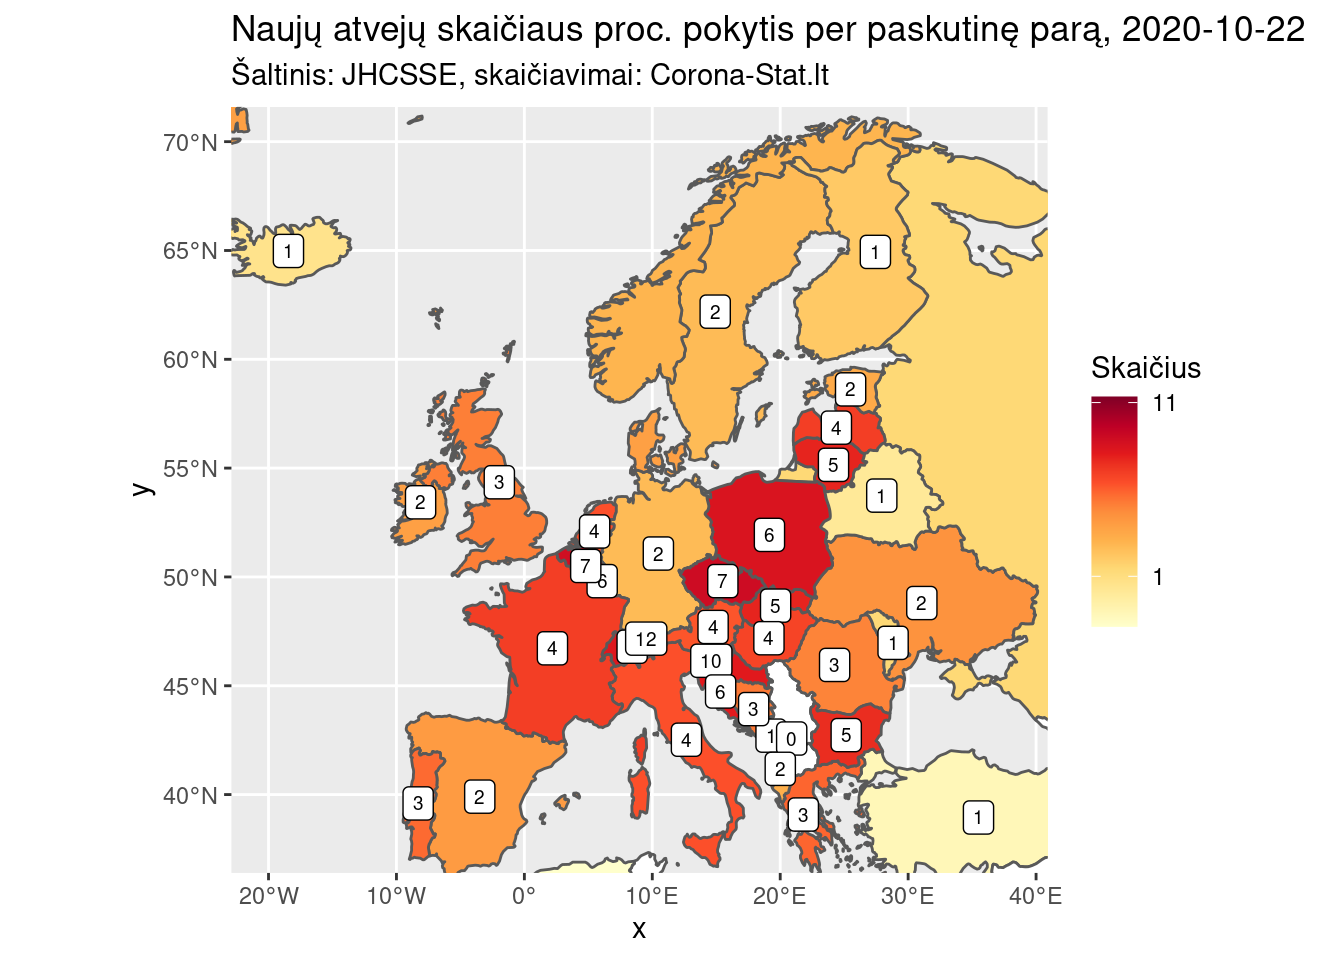 Naujų atvejų skaičiaus proc. pokytis per paskutinę parą, 2020-10-22
Šaltinis: JHCSSE, skaičiavimai: Corona-Stat.lt
70°N
65°N
60°N
55°N
50°N
45°N
40°N
y
1
1
2
2
4
5
3
2
1
4
6
2
7
6
7
5
2
4
4
1
12
4
10
3
6
3
5
1
0
4
2
3
2
3
1
20°W
10°W
0°
10°E
20°E
30°E
40°E
x
Skaičius
11
1